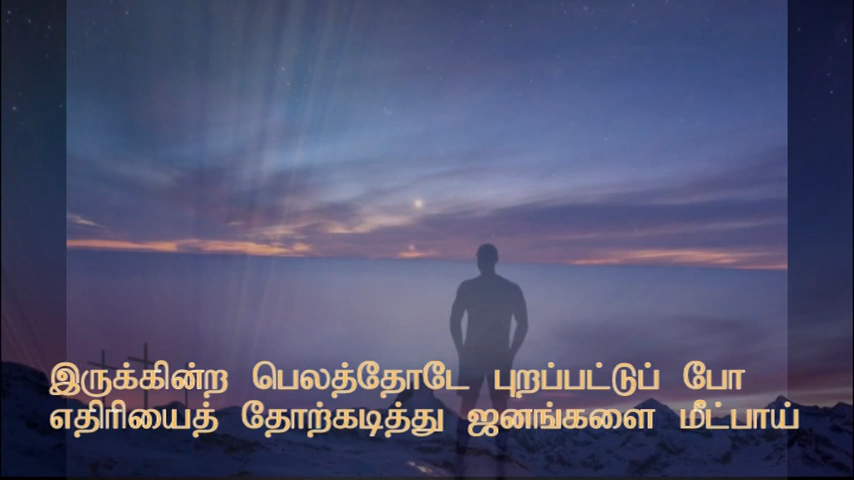 இருக்கின்ற பெலத்தோடே புறப்பட்டுப் போ
எதிரியைத் தோற்கடித்து ஜனங்களை மீட்பாய்